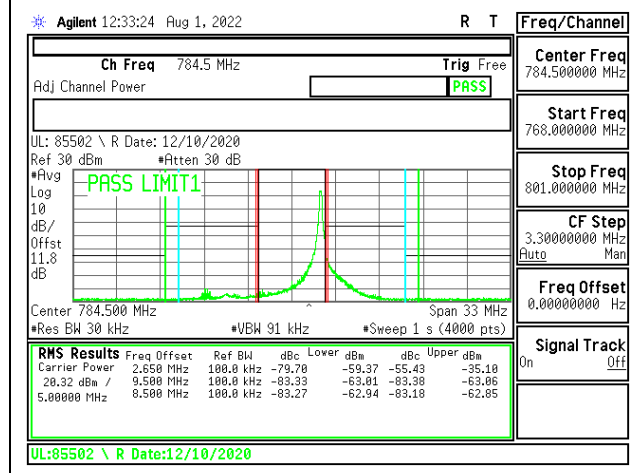 Agilent 12:33:24 Aug 1, 2022 R T
Ch Freq 784.5 MHz Trig Free
Adj Channel Power PASS
UL: 85502 \ R Date: 12/10/2020
Ref 30 dBm #Atten 30 dB
#Avg
Log
10
dB/
Offst
11.8
dB
PASS LIMIT1
Center 784.500 MHz Span 33 MHz
#Res BW 30 kHz #VBW 91 kHz #Sweep 1 s (4000 pts)
RMS Results Freq Offset Ref BW dBc Lower dBm dBc Upper dBm
Carrier Power 2.650 MHz 100.0 kHz -79.70 -59.37 -55.43 -35.10
20.32 dBm / 9.500 MHz 100.0 kHz -83.33 -63.01 -83.38 -63.06
5.00000 MHz 8.500 MHz 100.0 kHz -83.27 -62.94 -83.18 -62.85
UL:85502 \ R Date:12/10/2020
Freq/Channel
Center Freq
784.500000 MHz
Start Freq
768.000000 MHz
Stop Freq
801.000000 MHz
CF Step
3.30000000 MHz
Auto Man
Freq Offset
0.00000000 Hz
Signal Track
On Off